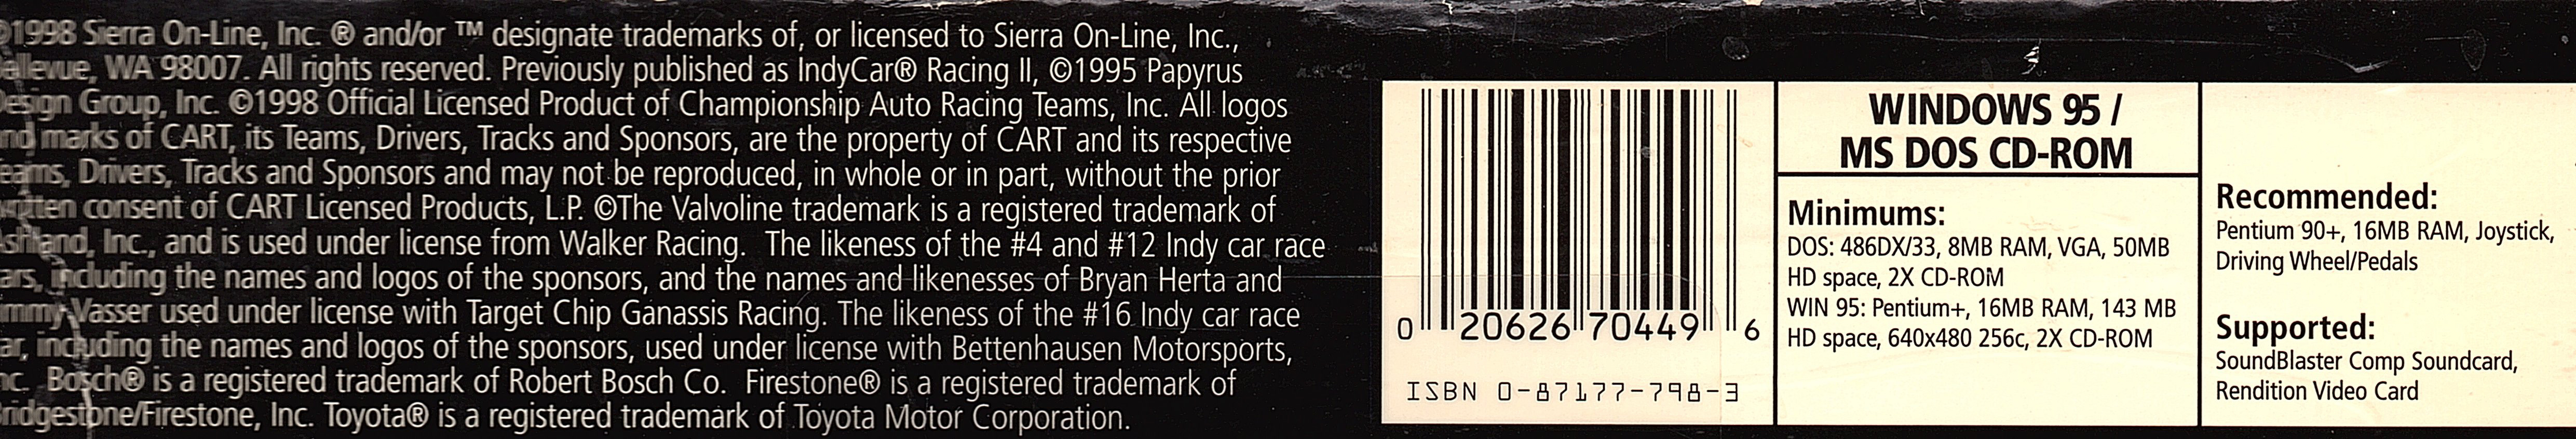 ©1998 Sierra On-Line, Inc. ® and/or ™ designate trademarks of, or licensed to Sierra On-Line, Inc.,
allevue, WA 98007. All rights reserved. Previously published as IndyCar® Racing II, ©1995 Papyrus
esign Group, Inc. ©1998 Official Licensed Product of Championship Auto Racing Teams, Inc. All logos
nd marks of CART, its Teams, Drivers, Tracks and Sponsors, are the property of CART and its respective
eams, Drivers, Tracks and Sponsors and may not be reproduced, in whole or in part, without the prior
written consent of CART Licensed Products, L.P. ©The Valvoline trademark is a registered trademark of
Ashland, Inc., and is used under license from Walker Racing. The likeness of the #4 and #12 Indy car race
ars, including the names and logos of the sponsors, and the names and likenesses of Bryan Herta and
immy Vasser used under license with Target Chip Ganassis Racing. The likeness of the #16 Indy car race
ar, including the names and logos of the sponsors, used under license with Bettenhausen Motorsports,
nc. Bosch® is a registered trademark of Robert Bosch Co. Firestone® is a registered trademark of
Bridgestone/Firestone, Inc. Toyota® is a registered trademark of Toyota Motor Corporation.
0 20626 70449 6
ISBN 0-87177-798-3
WINDOWS 95 /
MS DOS CD-ROM
Minimums:
DOS: 486DX/33, 8MB RAM, VGA, 50MB
HD space, 2X CD-ROM
WIN 95: Pentium+, 16MB RAM, 143 MB
HD space, 640x480 256c, 2X CD-ROM
Recommended:
Pentium 90+, 16MB RAM, Joystick,
Driving Wheel/Pedals
Supported:
SoundBlaster Comp Soundcard,
Rendition Video Card